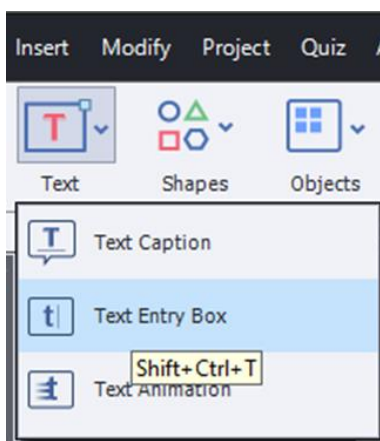 Insert Modify Project Quiz
Text Shapes Objects
Text Caption
Text Entry Box
Shift+Ctrl+T
Text Animation